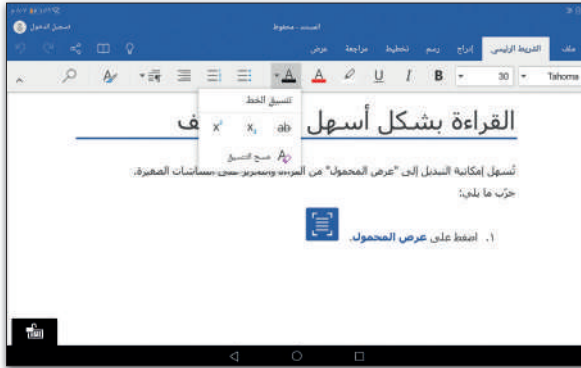 تسجيل الدخول
المستند - محفوظ
ملف الشريط الرئيسي إدراج رسم تخطيط مراجعة عرض
Tahoma 30 B I U A A
تنسيق الخط
ab x₂ x²
مسح التنسيق
القراءة بشكل أسهل
تُسهل إمكانية التبديل إلى "عرض المحمول" من القراءة والتحرير على الشاشات الصغيرة.
جرّب ما يلي:
١. اضغط على عرض المحمول.